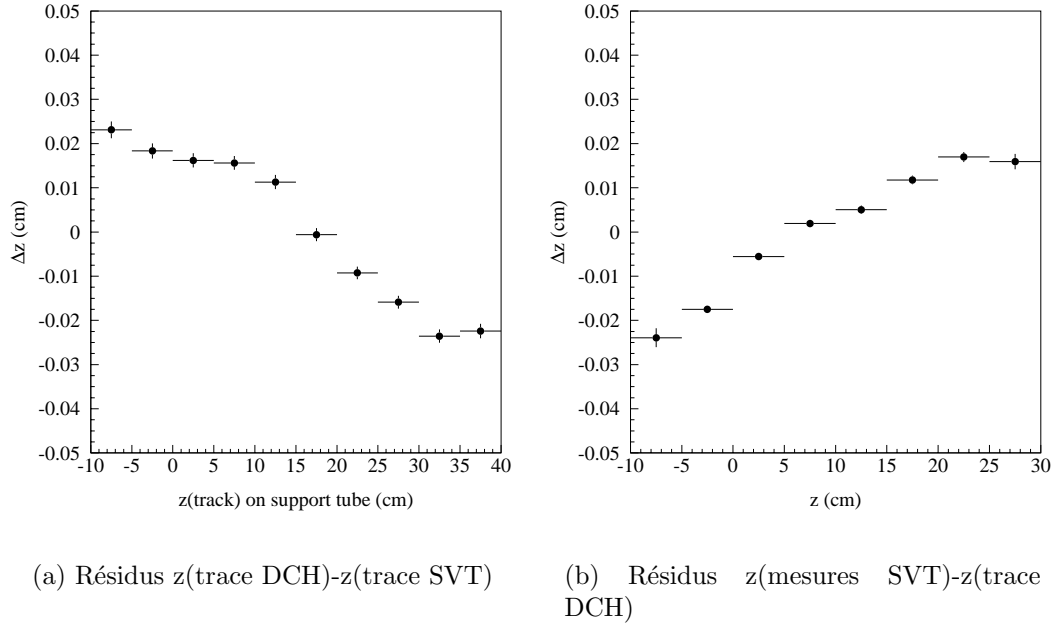 0.05
0.04
0.03
0.02
0.01
0
-0.01
-0.02
-0.03
-0.04
-0.05
Δz (cm)
-10 -5 0 5 10 15 20 25 30 35 40
z(track) on support tube (cm)
0.05
0.04
0.03
0.02
0.01
0
-0.01
-0.02
-0.03
-0.04
-0.05
Δz (cm)
-10 -5 0 5 10 15 20 25 30
z (cm)
(a) Résidus z(trace DCH)-z(trace SVT)
(b) Résidus z(mesures SVT)-z(trace
DCH)